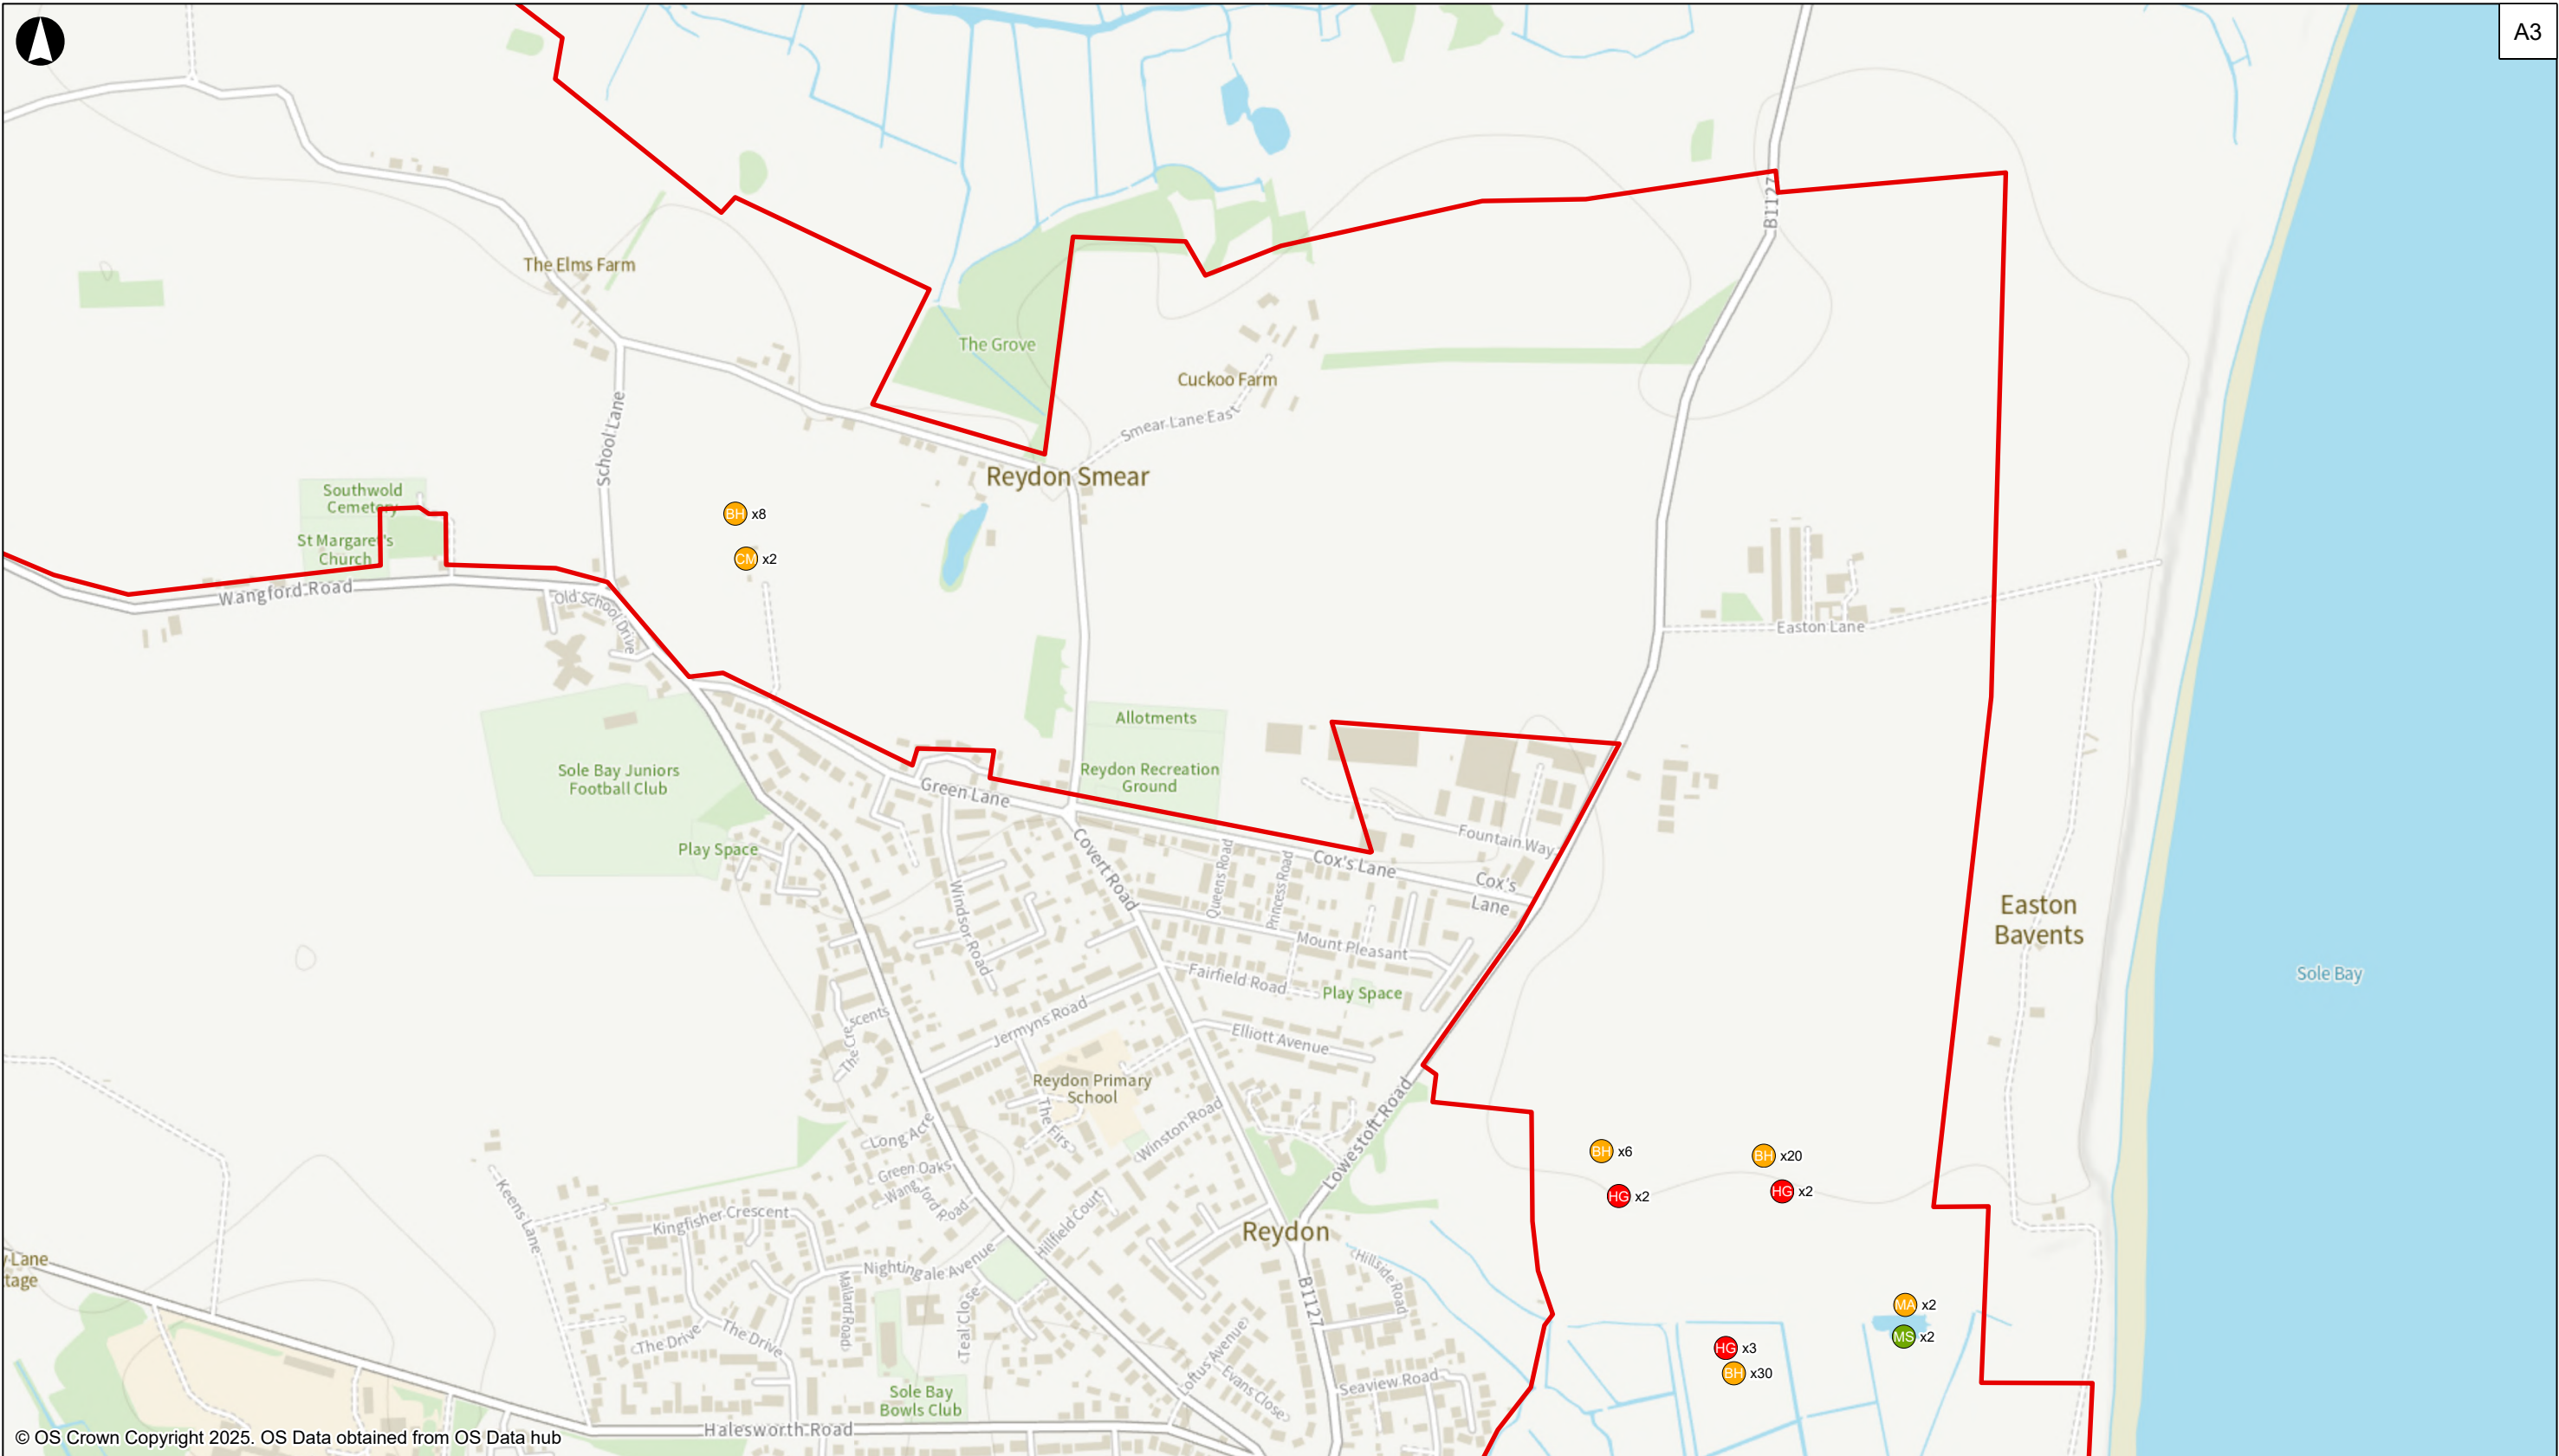 A3
B1127
The Elms Farm
The Grove
Cuckoo Farm
Smear Lane East
School Lane
Reydon Smear
Southwold
Cemetery
BH x8
St Margaret's
Church
CM x2
Wangford Road
Old School Drive
Easton Lane
Allotments
Sole Bay Juniors
Football Club
Reydon Recreation
Ground
Green Lane
Fountain Way
Play Space
Covert Road
Cox's Lane
Cox's
Lane
Queens Road
Princess Road
Windsor Road
Easton
Bavents
Mount Pleasant
Sole Bay
Fairfield Road
Play Space
The Crescents
Jermyns Road
Elliott Avenue
Reydon Primary
School
The Firs
Winston Road
Lowestoft Road
Long Acre
BH x6
BH x20
Green Oaks
Wangford Road
HG x2
HG x2
Keens Lane
Kingfisher Crescent
Hillfield Court
Reydon
y Lane
ttage
Nightingale Avenue
Hillside Road
Mallard Road
B1127
MA x2
The Drive
The Drive
Teal Close
MS x2
HG x3
Loftus Avenue
BH x30
Evans Close
Seaview Road
Sole Bay
Bowls Club
Halesworth Road
© OS Crown Copyright 2025. OS Data obtained from OS Data hub